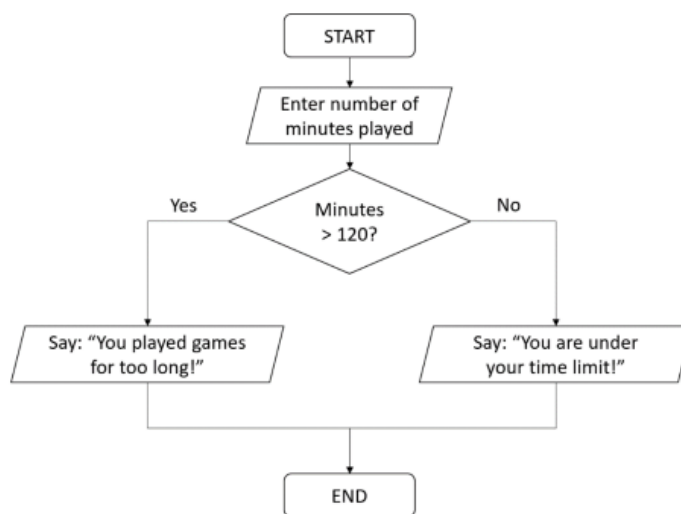 START
Enter number of
minutes played
Yes
Minutes
> 120?
No
Say: “You played games
for too long!”
Say: “You are under
your time limit!”
END